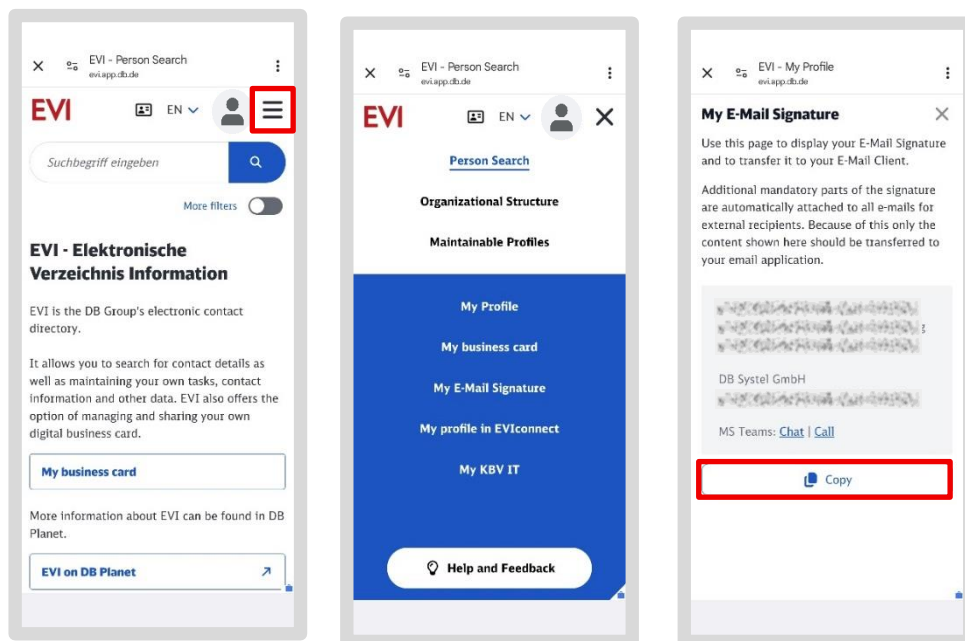 EVI - Person Search
evi.app.db.de
EVI
EN
Suchbegriff eingeben
More filters
EVI - Elektronische
Verzeichnis Information
EVI is the DB Group's electronic contact
directory.
It allows you to search for contact details as
well as maintaining your own tasks, contact
information and other data. EVI also offers the
option of managing and sharing your own
digital business card.
My business card
More information about EVI can be found in DB
Planet.
EVI on DB Planet
EVI - Person Search
evi.app.db.de
EVI
EN
Person Search
Organizational Structure
Maintainable Profiles
My Profile
My business card
My E-Mail Signature
My profile in EVIconnect
My KBV IT
Help and Feedback
EVI - My Profile
evi.app.db.de
My E-Mail Signature
Use this page to display your E-Mail Signature
and to transfer it to your E-Mail Client.
Additional mandatory parts of the signature
are automatically attached to all e-mails for
external recipients. Because of this only the
content shown here should be transferred to
your email application.
DB Systel GmbH
MS Teams: Chat | Call
Copy